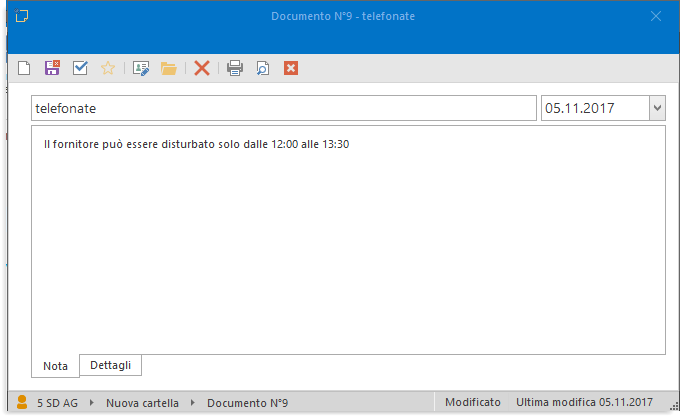 Documento N°9 - telefonate
telefonate
05.11.2017
Il fornitore può essere disturbato solo dalle 12:00 alle 13:30
Nota
Dettagli
5 SD AG
Nuova cartella
Documento N°9
Modificato
Ultima modifica 05.11.2017